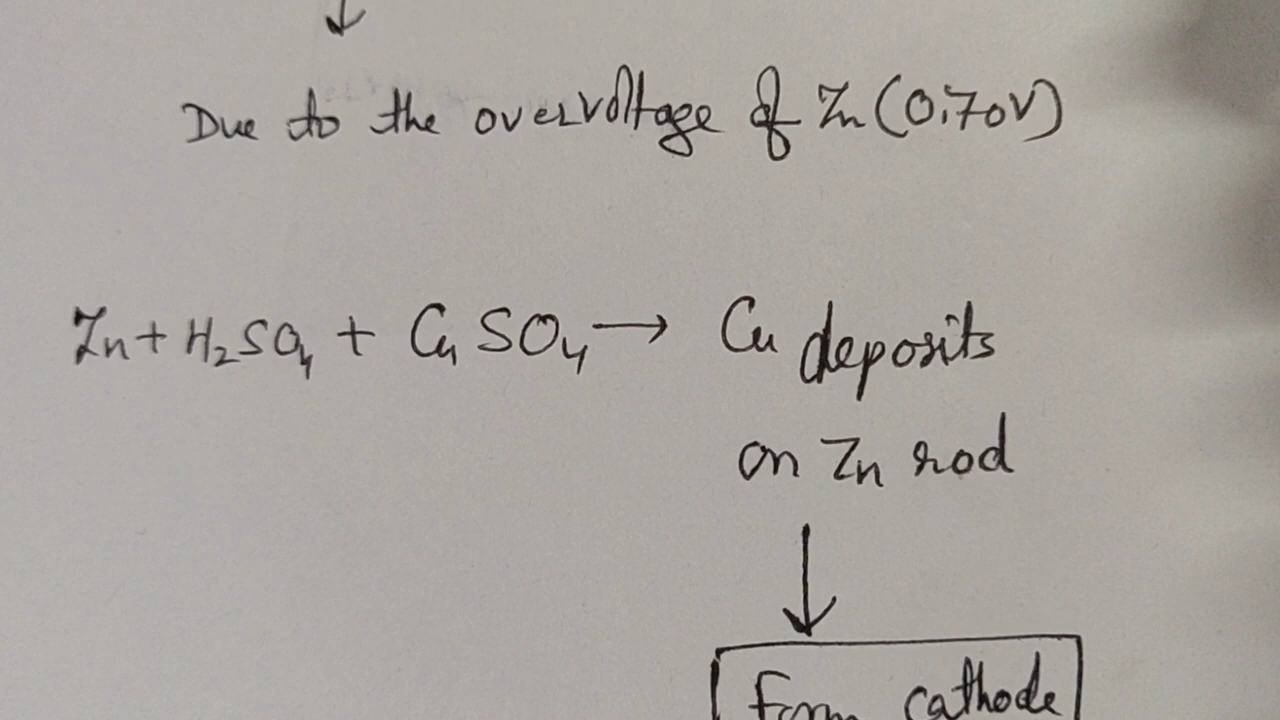 ↓
Due to the overvoltage of Zn (0.70V)
Zn + H₂SO₄ + CuSO₄ → Cu deposits
on Zn rod
↓
Form cathode